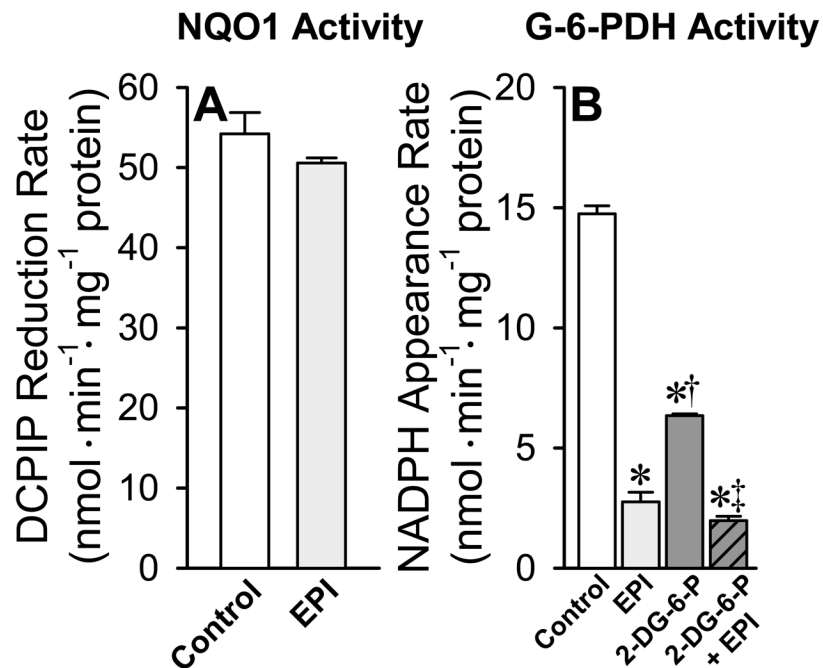 NQO1 Activity
DCPIP Reduction Rate
(nmol ·min⁻¹· mg⁻¹ protein)
60
50
40
30
20
10
0
A
Control
EPI
G-6-PDH Activity
NADPH Appearance Rate
(nmol ·min⁻¹· mg⁻¹ protein)
20
15
10
5
0
B
*
*†
*‡
Control
EPI
2-DG-6-P
2-DG-6-P
+ EPI